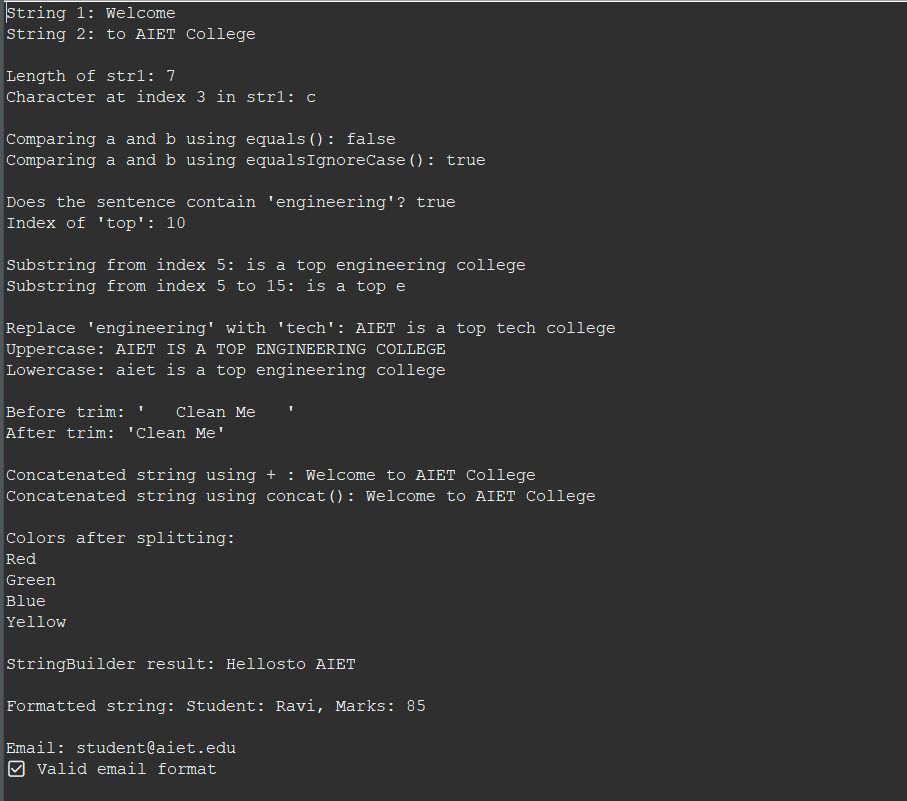 String 1: Welcome
String 2: to AIET College
Length of str1: 7
Character at index 3 in str1: c
Comparing a and b using equals(): false
Comparing a and b using equalsIgnoreCase(): true
Does the sentence contain 'engineering'? true
Index of 'top': 10
Substring from index 5: is a top engineering college
Substring from index 5 to 15: is a top e
Replace 'engineering' with 'tech': AIET is a top tech college
Uppercase: AIET IS A TOP ENGINEERING COLLEGE
Lowercase: aiet is a top engineering college
Before trim: '   Clean Me   '
After trim: 'Clean Me'
Concatenated string using + : Welcome to AIET College
Concatenated string using concat(): Welcome to AIET College
Colors after splitting:
Red
Green
Blue
Yellow
StringBuilder result: Hellosto AIET
Formatted string: Student: Ravi, Marks: 85
Email: student@aiet.edu
☑ Valid email format